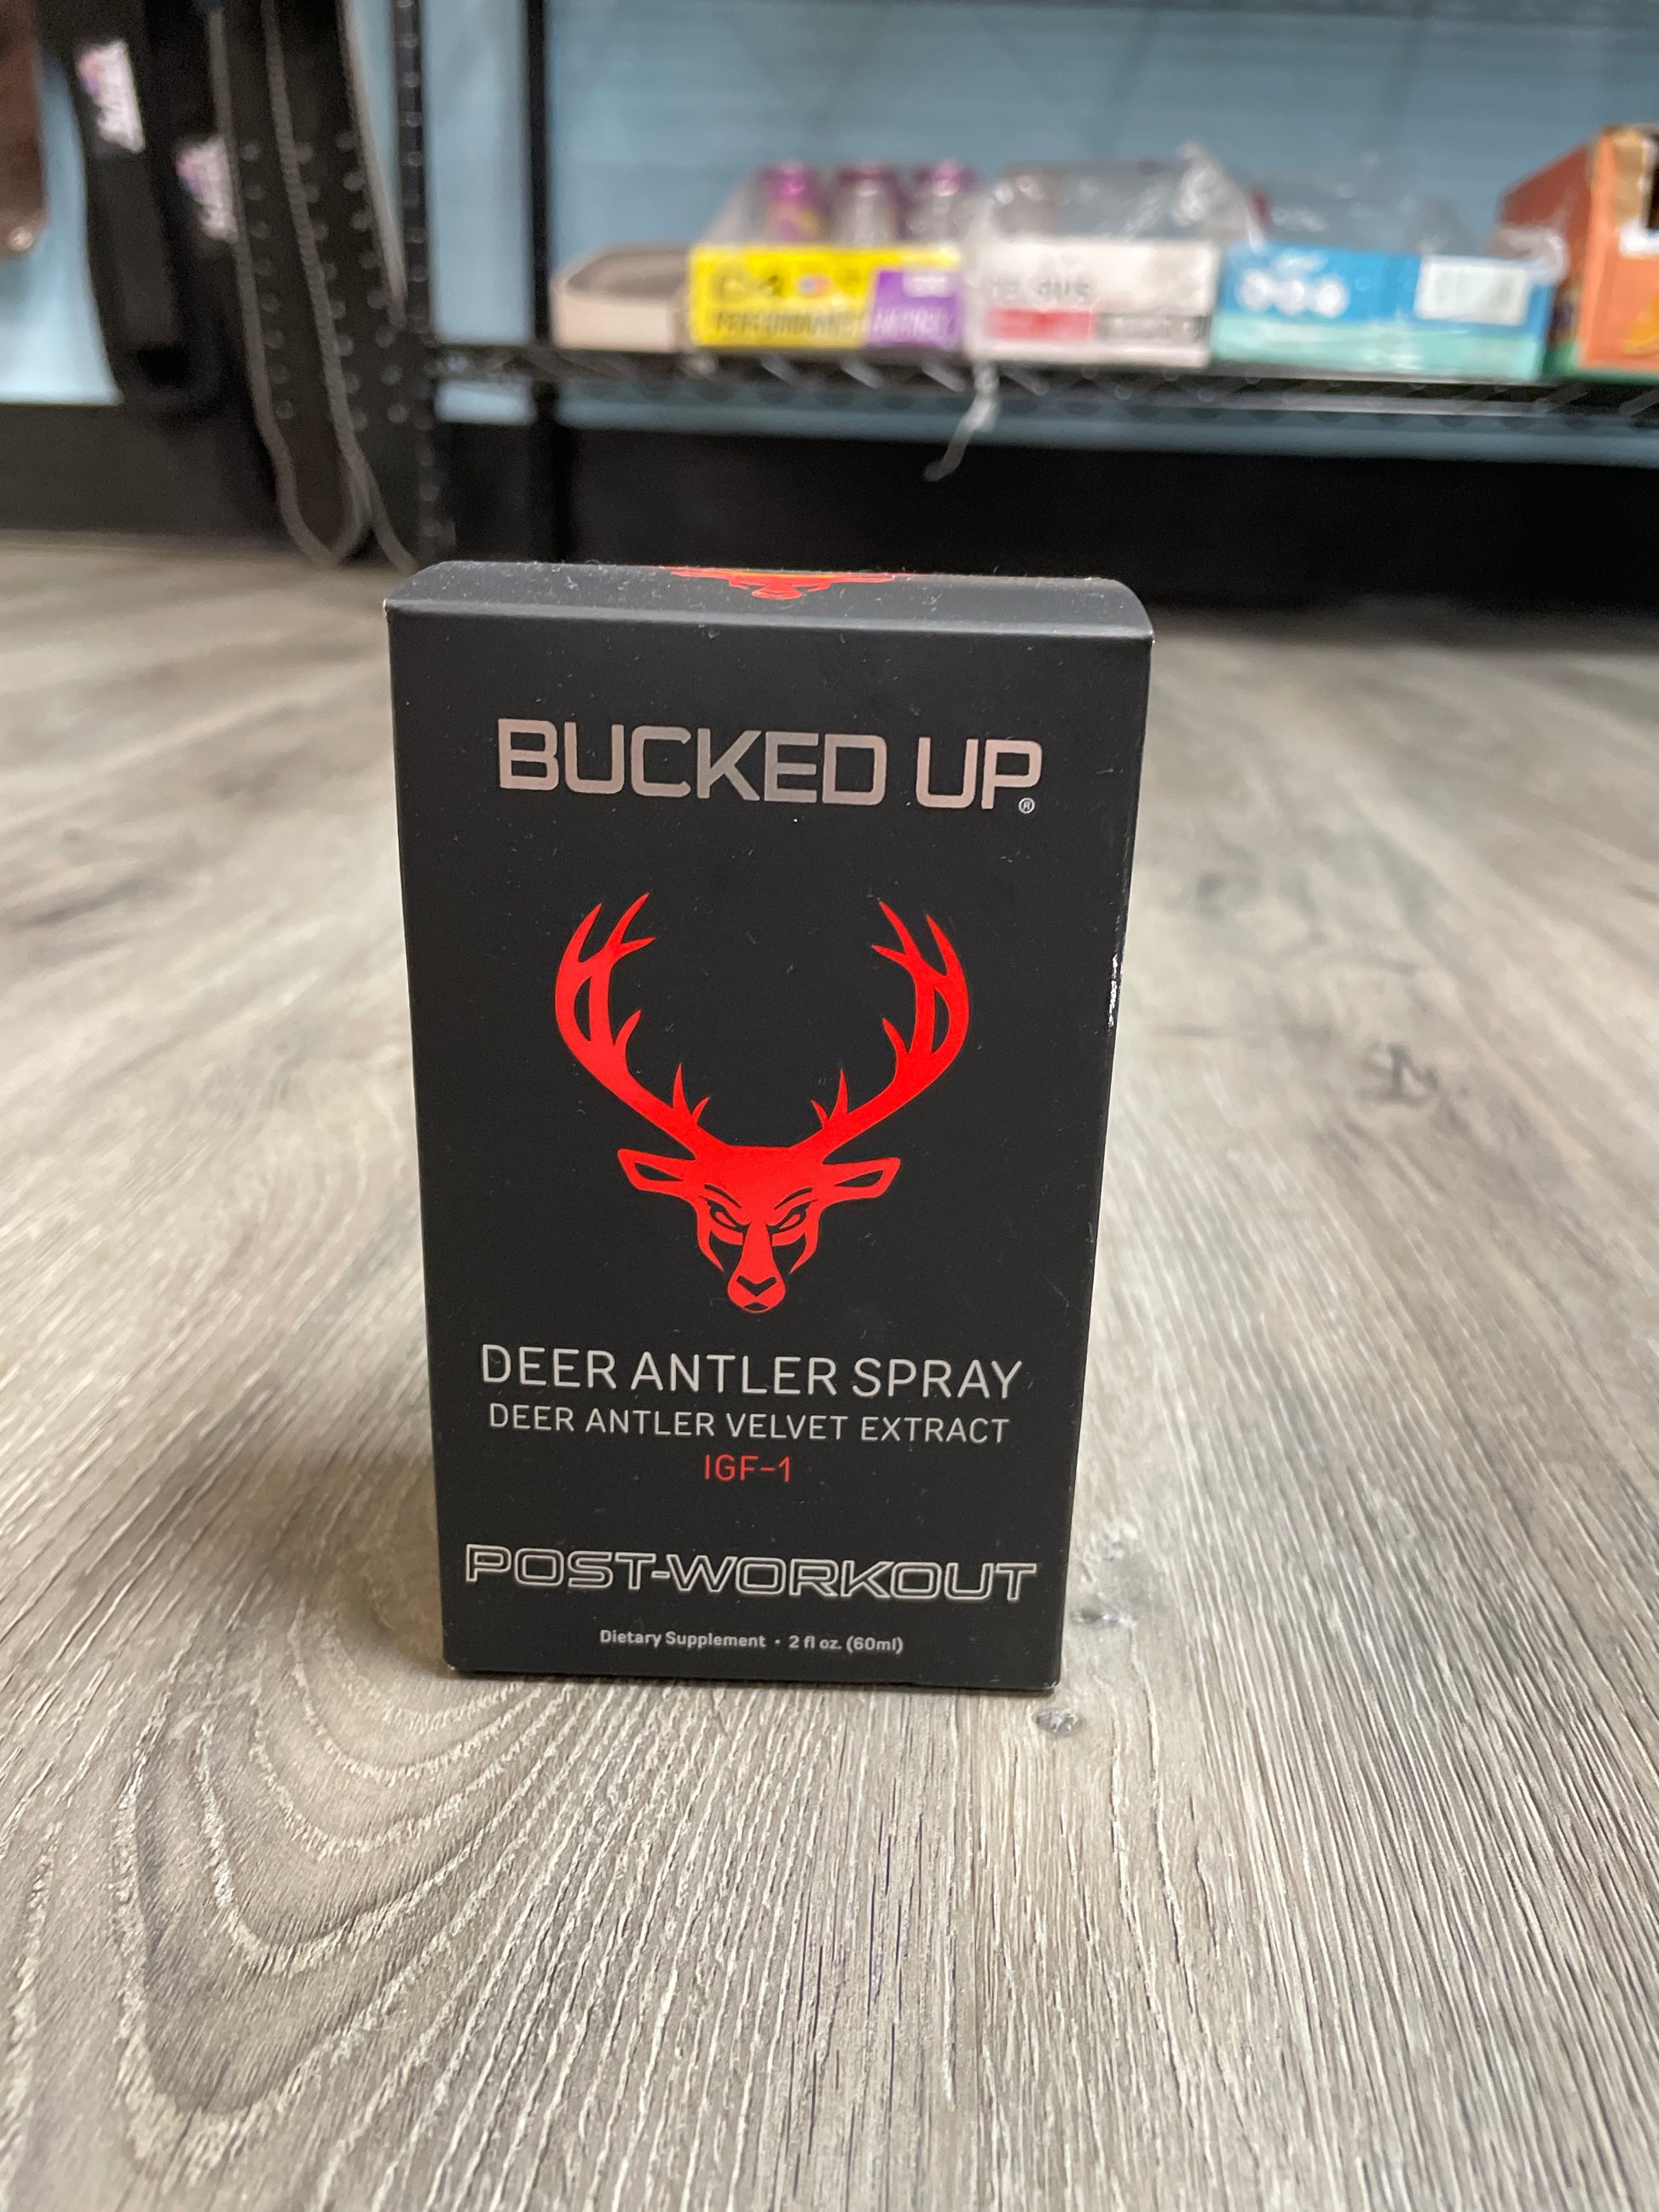 BUCKED UP®
DEER ANTLER SPRAY
DEER ANTLER VELVET EXTRACT
IGF-1
POST-WORKOUT
Dietary Supplement • 2 fl oz. (60ml)
PERFORMANCE